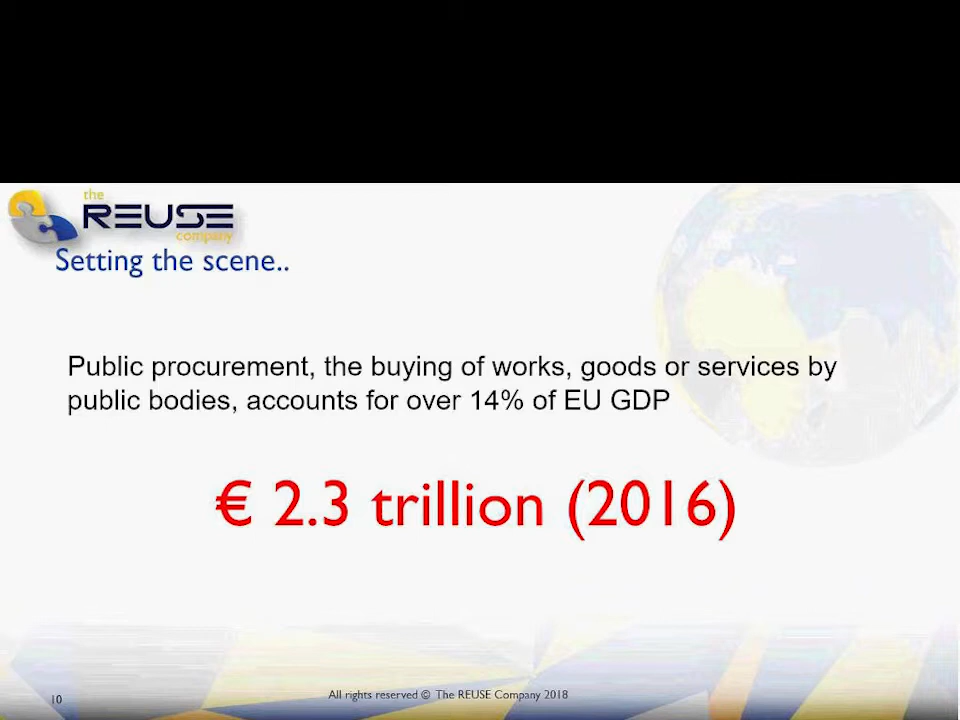 the
REUSE
company
Setting the scene..
Public procurement, the buying of works, goods or services by
public bodies, accounts for over 14% of EU GDP
€ 2.3 trillion (2016)
10
All rights reserved © The REUSE Company 2018